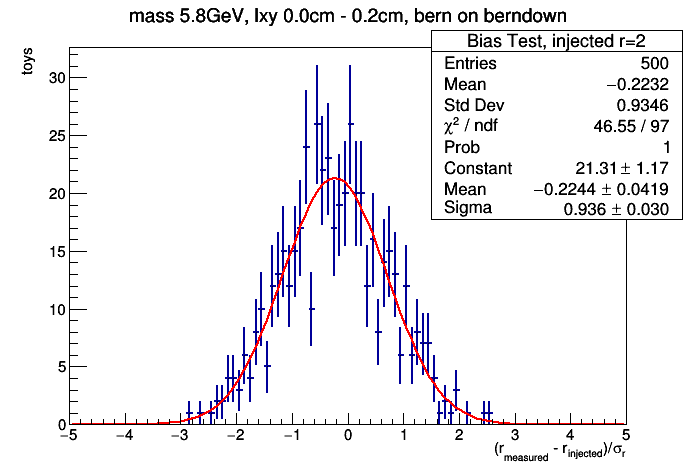 mass 5.8GeV, lxy 0.0cm - 0.2cm, bern on berndown
Bias Test, injected r=2
Entries 500
Mean −0.2232
Std Dev 0.9346
χ² / ndf 46.55 / 97
Prob 1
Constant 21.31 ± 1.17
Mean −0.2244 ± 0.0419
Sigma 0.936 ± 0.030
toys
30
25
20
15
10
5
0
−5 −4 −3 −2 −1 0 1 2 3 4 5
(r_measured - r_injected)/σ_r